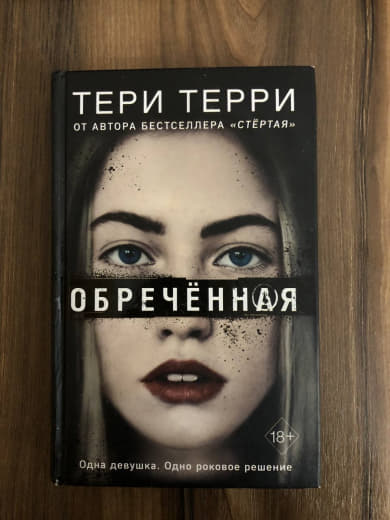 ТЕРИ ТЕРРИ
ОТ АВТОРА БЕСТСЕЛЛЕРА «СТЁРТАЯ»
ОБРЕЧЁННАЯ
18+
Одна девушка. Одно роковое решение